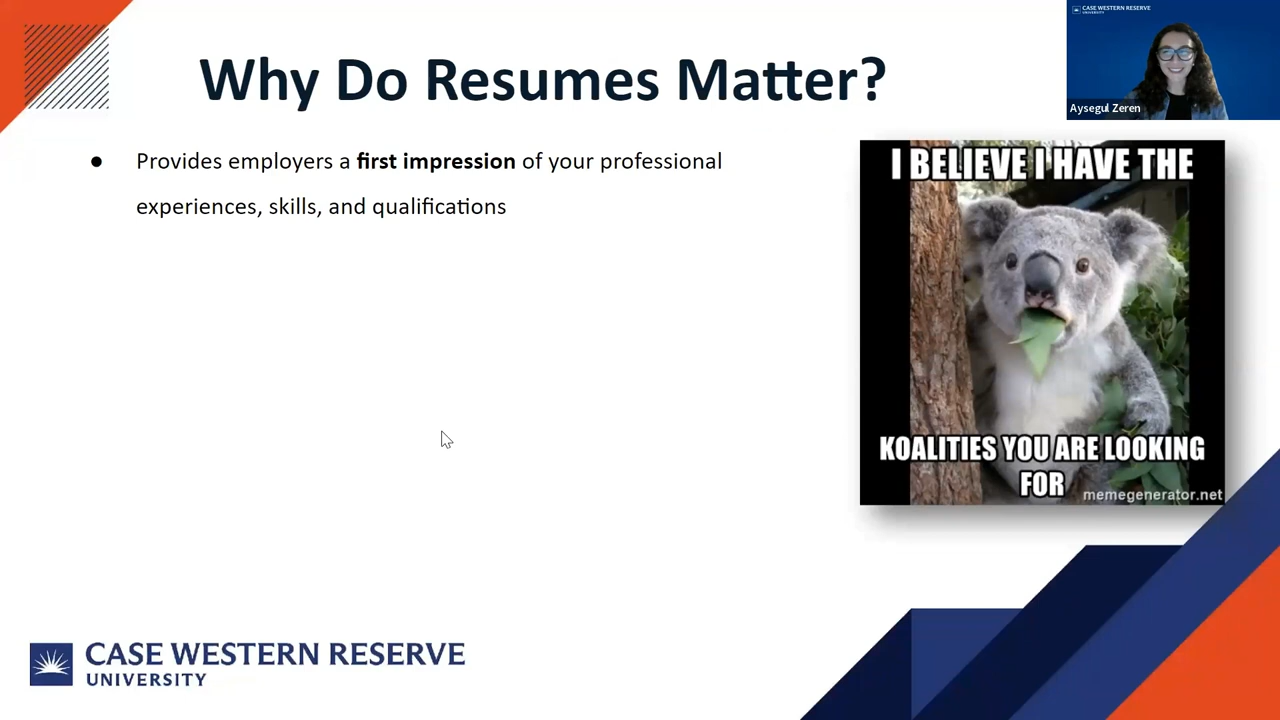 CASE WESTERN RESERVE
UNIVERSITY
Aysegul Zeren
Why Do Resumes Matter?
● Provides employers a first impression of your professional
experiences, skills, and qualifications
I BELIEVE I HAVE THE
KOALITIES YOU ARE LOOKING
FOR
memegenerator.net
CASE WESTERN RESERVE
UNIVERSITY